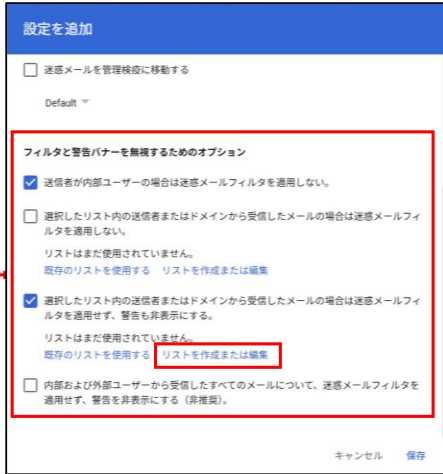 設定を追加
迷惑メールを管理検疫に移動する
Default
フィルタと警告バナーを無視するためのオプション
送信者が内部ユーザーの場合は迷惑メールフィルタを適用しない。
選択したリスト内の送信者またはドメインから受信したメールの場合は迷惑メールフィ
ルタを適用しない。
リストはまだ使用されていません。
既存のリストを使用する リストを作成または編集
選択したリスト内の送信者またはドメインから受信したメールの場合は迷惑メールフィ
ルタを適用せず、警告も非表示にする。
リストはまだ使用されていません。
既存のリストを使用する リストを作成または編集
内部および外部ユーザーから受信したすべてのメールについて、迷惑メールフィルタを
適用せず、警告を非表示にする（非推奨）。
キャンセル 保存